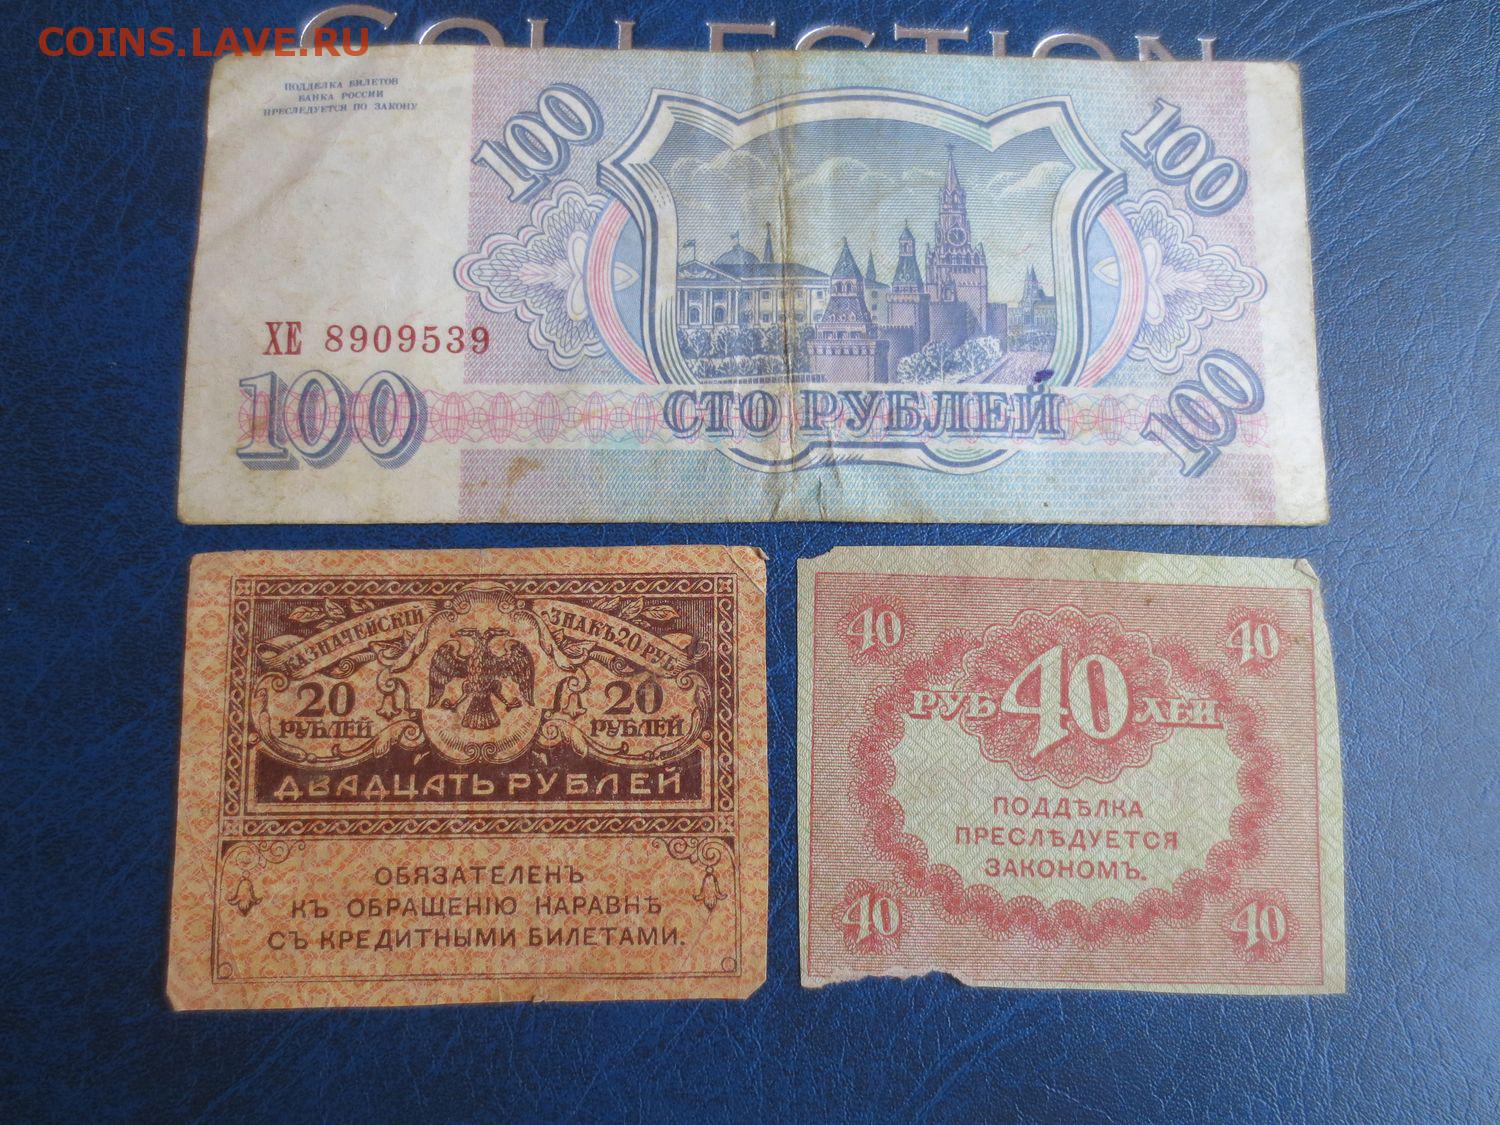 COINS.LAVE.RU
COLLECTION
ПОДДЕЛКА БИЛЕТОВ
БАНКА РОССИИ
ПРЕСЛЕДУЕТСЯ ПО ЗАКОНУ
100
100
ХЕ 8909539
100
СТО РУБЛЕЙ
100
КАЗНАЧЕЙСКІЙ ЗНАКЪ 20 РУБ.
20
РУБЛЕЙ
20
РУБЛЕЙ
ДВАДЦАТЬ РУБЛЕЙ
ОБЯЗАТЕЛЕНЪ
КЪ ОБРАЩЕНІЮ НАРАВНѢ
СЪ КРЕДИТНЫМИ БИЛЕТАМИ.
40
40
РУБ 40 ЛЕЙ
ПОДДѢЛКА
ПРЕСЛѢДУЕТСЯ
ЗАКОНОМЪ.
40
40